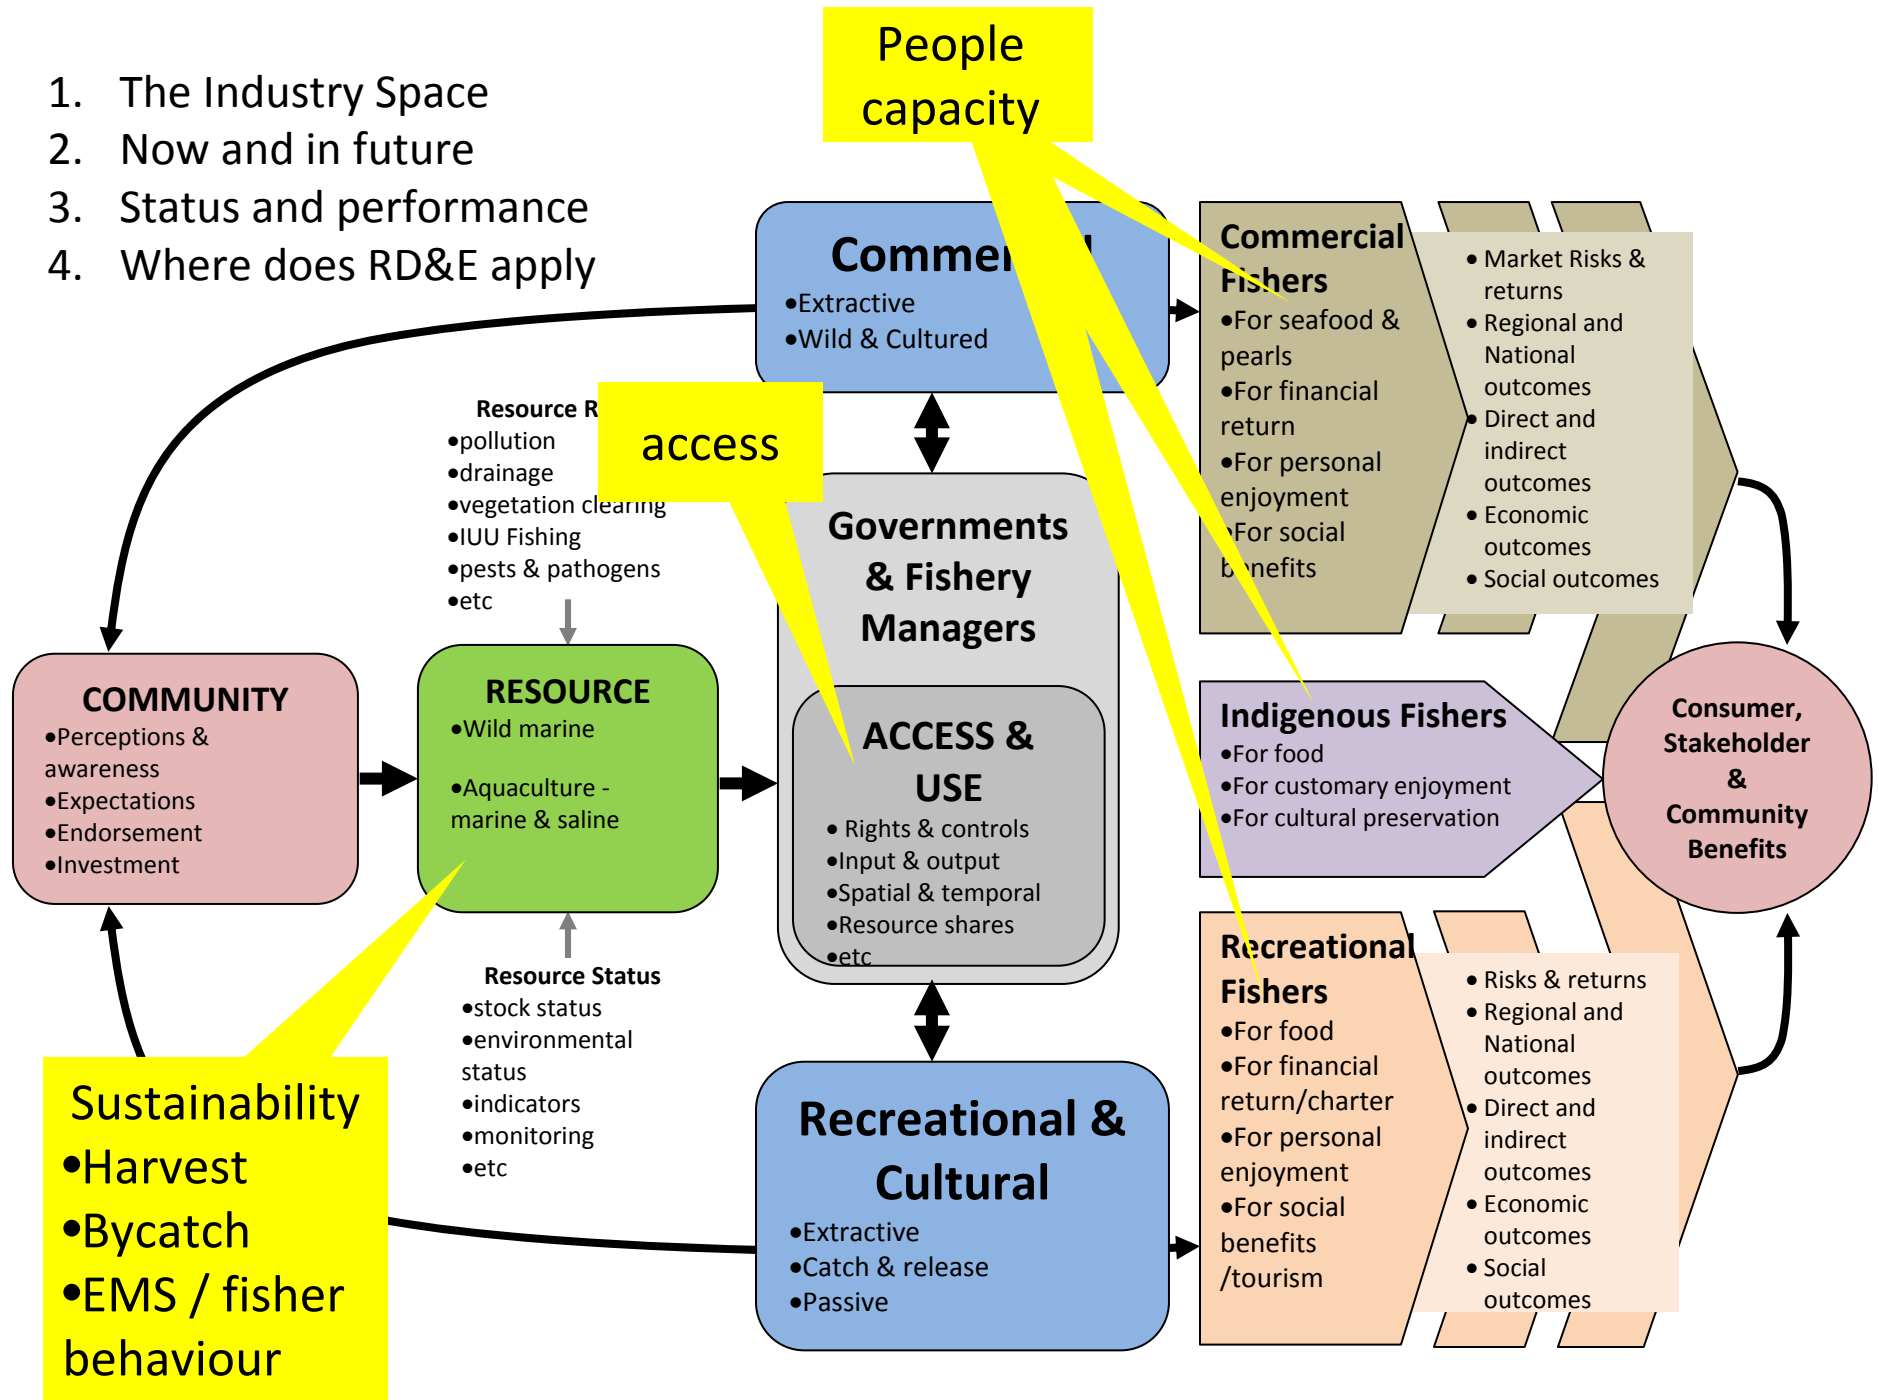 1. The Industry Space
2. Now and in future
3. Status and performance
4. Where does RD&E apply
People
capacity
•Extractive
•Wild & Cultured
Commercial
Fishers
•For seafood &
pearls
•For financial
return
•For personal
enjoyment
•For social
benefits
• Market Risks &
returns
• Regional and
National
outcomes
• Direct and
indirect
outcomes
• Economic
outcomes
• Social outcomes
Resource
•pollution
•drainage
•vegetation clearing
•IUU Fishing
•pests & pathogens
•etc
access
Governments
& Fishery
Managers
ACCESS &
USE
• Rights & controls
•Input & output
•Spatial & temporal
•Resource shares
•etc
COMMUNITY
•Perceptions &
awareness
•Expectations
•Endorsement
•Investment
RESOURCE
•Wild marine
•Aquaculture -
marine & saline
Indigenous Fishers
•For food
•For customary enjoyment
•For cultural preservation
Consumer,
Stakeholder
&
Community
Benefits
Resource Status
•stock status
•environmental
status
•indicators
•monitoring
•etc
Recreational
Fishers
•For food
•For financial
return/charter
•For personal
enjoyment
•For social
benefits
/tourism
• Risks & returns
• Regional and
National
outcomes
• Direct and
indirect
outcomes
• Economic
outcomes
• Social
outcomes
Sustainability
•Harvest
•Bycatch
•EMS / fisher
behaviour
Recreational &
Cultural
•Extractive
•Catch & release
•Passive